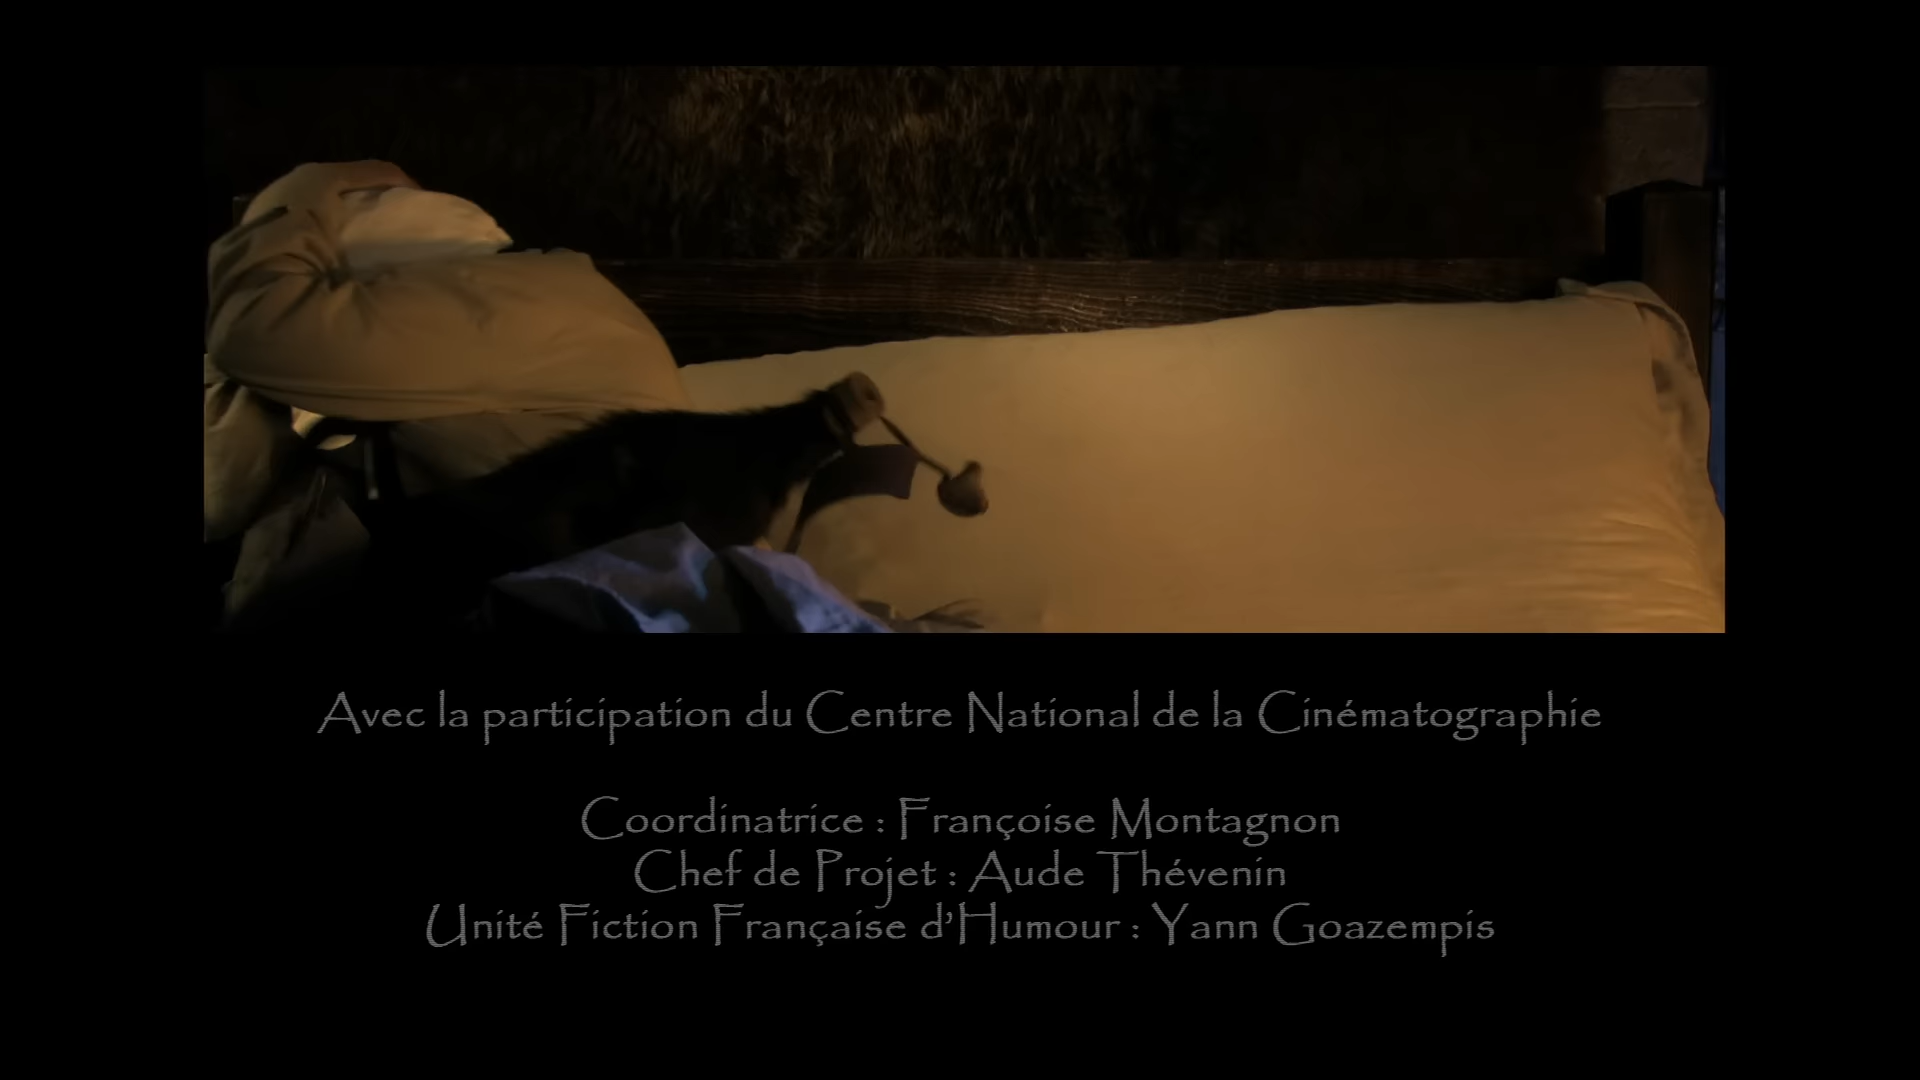 Avec la participation du Centre National de la Cinématographie
Coordinatrice : Françoise Montagnon
Chef de Projet : Aude Thévenin
Unité Fiction Française d'Humour : Yann Goazempis